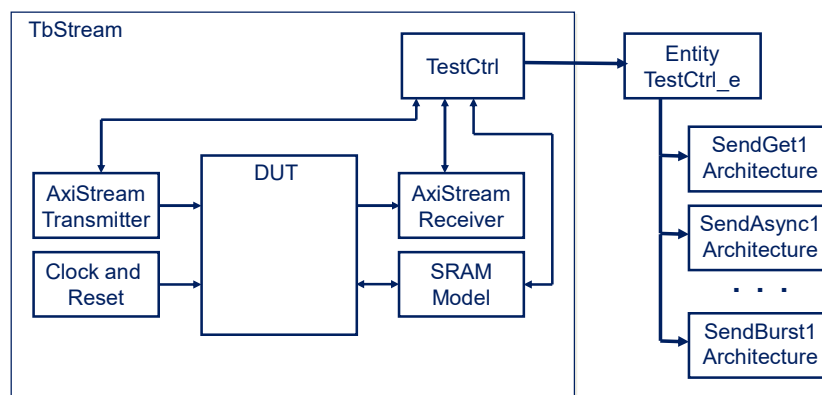 TbStream
TestCtrl
Entity
TestCtrl_e
SendGet1
Architecture
DUT
AxiStream
Transmitter
AxiStream
Receiver
SendAsync1
Architecture
Clock and
Reset
SRAM
Model
. . .
SendBurst1
Architecture